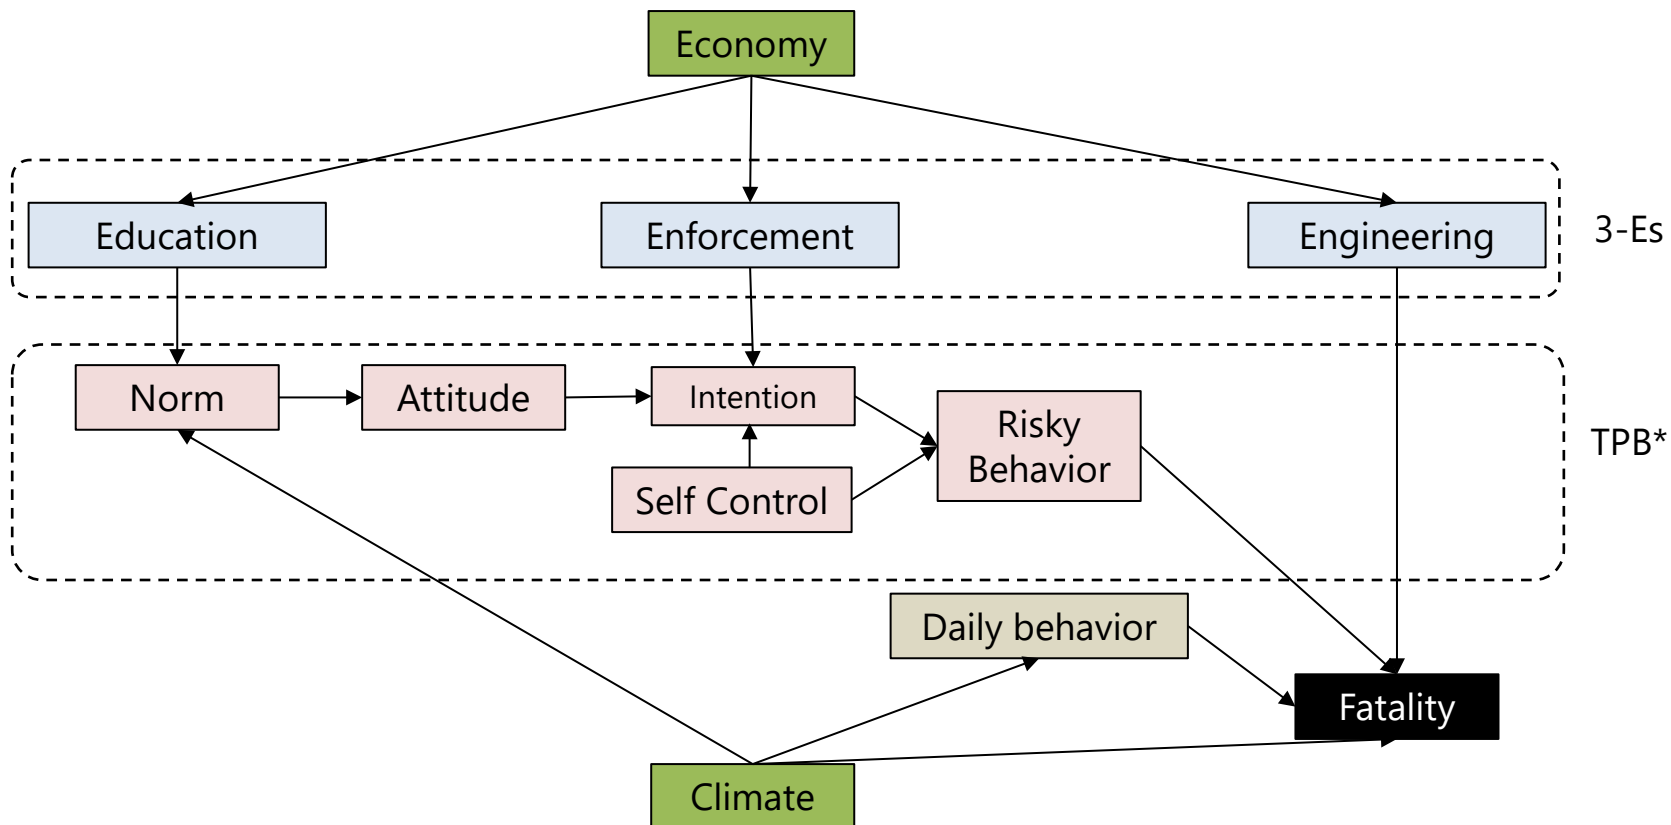 Economy
Education
Enforcement
Engineering
3-Es
Norm
Attitude
Intention
Risky
Behavior
Self Control
TPB*
Daily behavior
Fatality
Climate